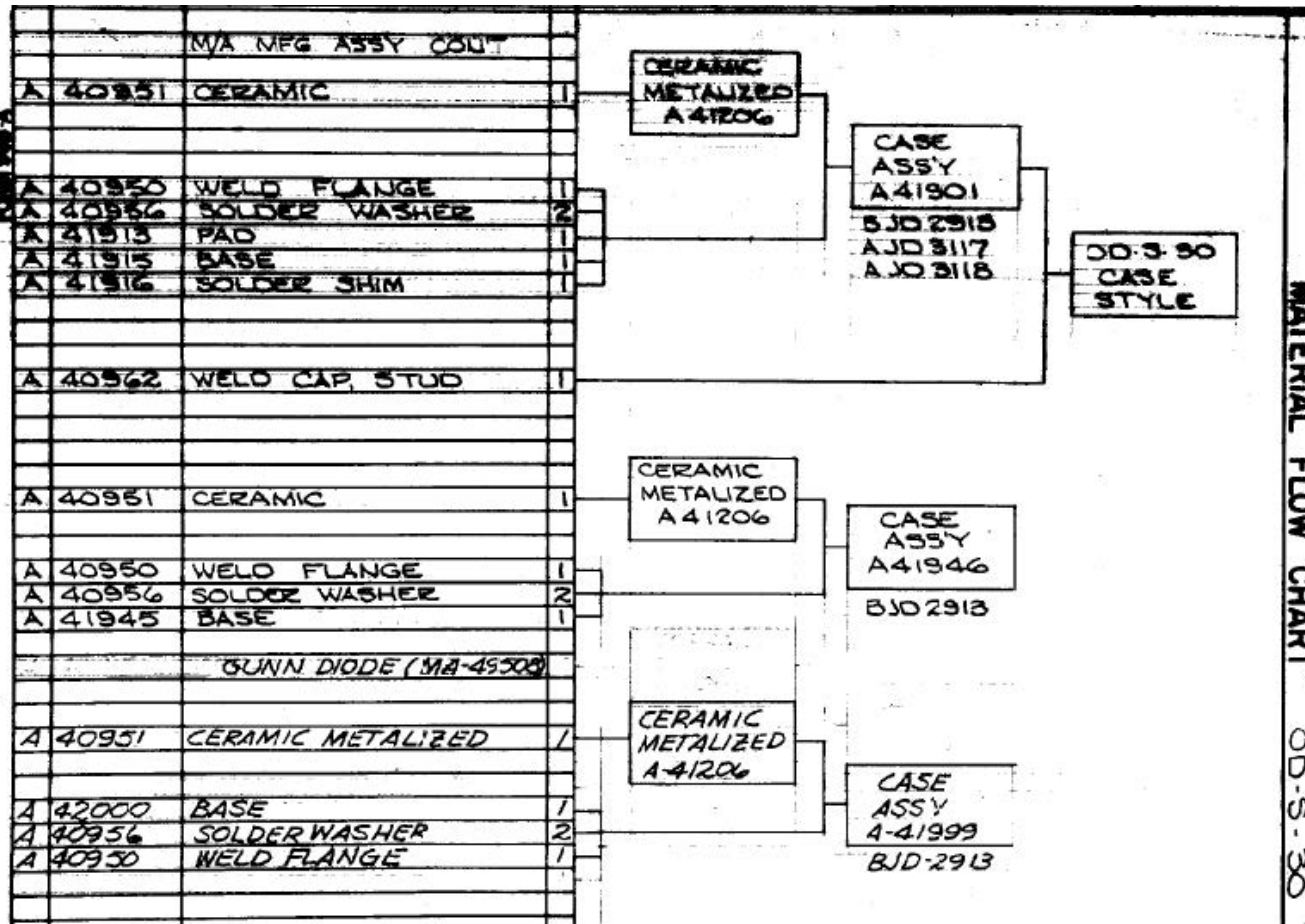 M/A MFG ASSY CONT
A 40951 CERAMIC 1
CERAMIC
METALIZED
A 41206
A 40950 WELD FLANGE 1
A 40956 SOLDER WASHER 2
A 41913 PAD 1
A 41915 BASE 1
A 41916 SOLDER SHIM 1
CASE
ASS'Y
A41901
BJD 2913
AJD 3117
AJD 3118
OD-S-30
CASE
STYLE
A 40962 WELD CAP, STUD 1
A 40951 CERAMIC 1
CERAMIC
METALIZED
A 41206
A 40950 WELD FLANGE 1
A 40956 SOLDER WASHER 2
A 41945 BASE 1
CASE
ASS'Y
A41946
BJD 2913
GUNN DIODE (MA-49508)
A 40951 CERAMIC METALIZED 1
CERAMIC
METALIZED
A-41206
A 42000 BASE 1
A 40956 SOLDER WASHER 2
A 40950 WELD FLANGE 1
CASE
ASS'Y
A-41999
BJD-2913
MATERIAL FLOW CHART OD-S-30